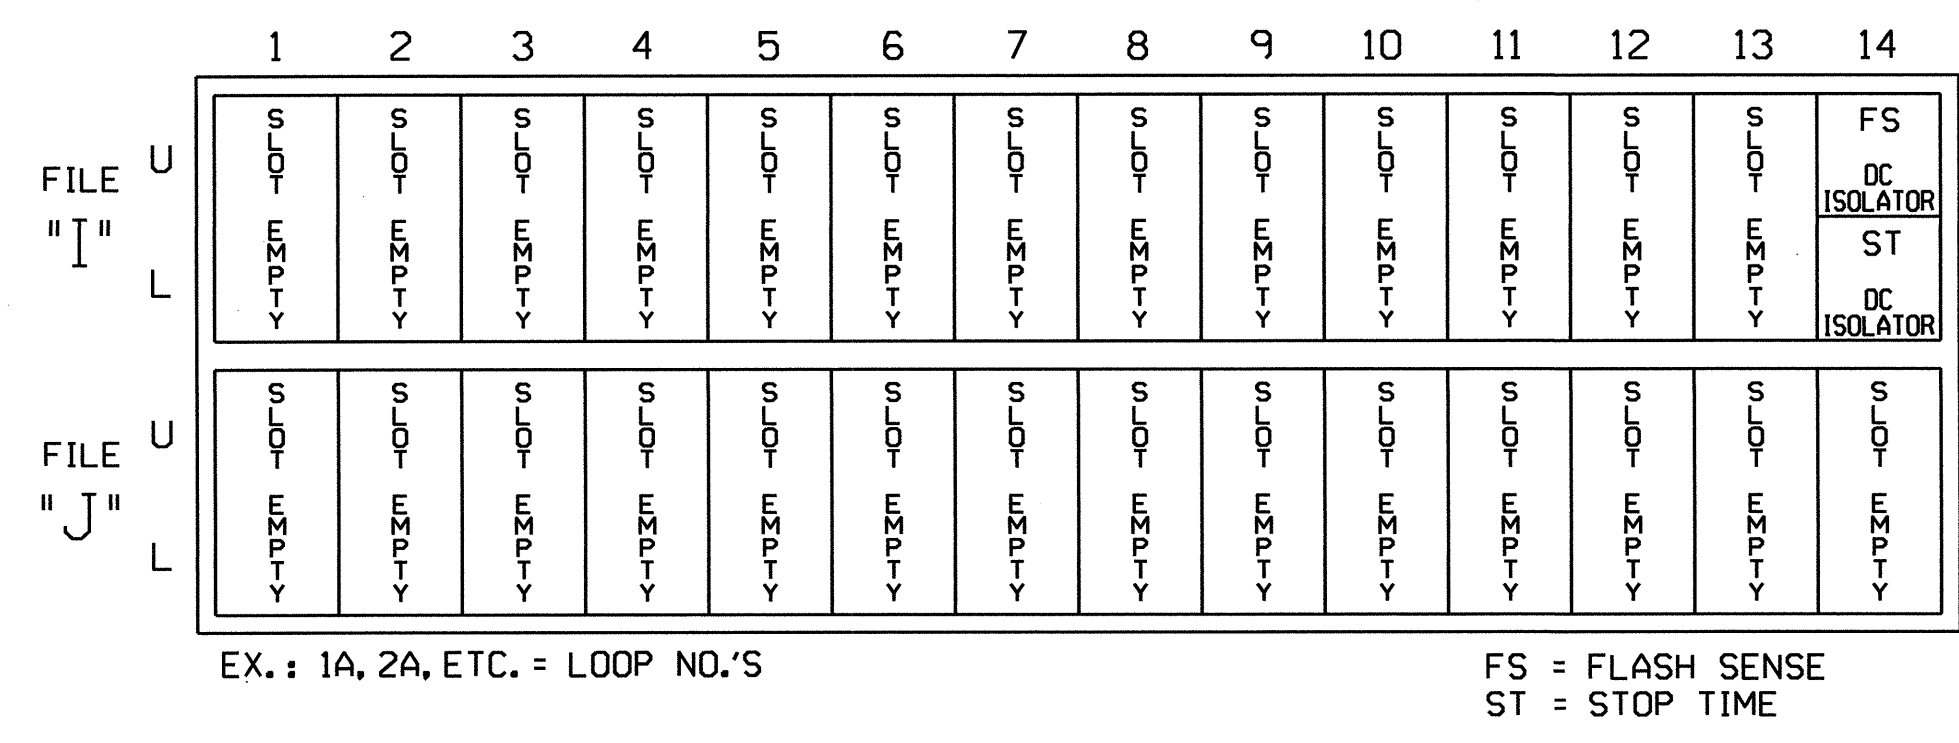 1 2 3 4 5 6 7 8 9 10 11 12 13 14
FILE "I"
U
L
SLOT EMPTY
SLOT EMPTY
SLOT EMPTY
SLOT EMPTY
SLOT EMPTY
SLOT EMPTY
SLOT EMPTY
SLOT EMPTY
SLOT EMPTY
SLOT EMPTY
SLOT EMPTY
SLOT EMPTY
SLOT EMPTY
FS
DC
ISOLATOR
ST
DC
ISOLATOR
FILE "J"
U
L
SLOT EMPTY
SLOT EMPTY
SLOT EMPTY
SLOT EMPTY
SLOT EMPTY
SLOT EMPTY
SLOT EMPTY
SLOT EMPTY
SLOT EMPTY
SLOT EMPTY
SLOT EMPTY
SLOT EMPTY
SLOT EMPTY
SLOT EMPTY
EX.: 1A, 2A, ETC. = LOOP NO.'S
FS = FLASH SENSE
ST = STOP TIME